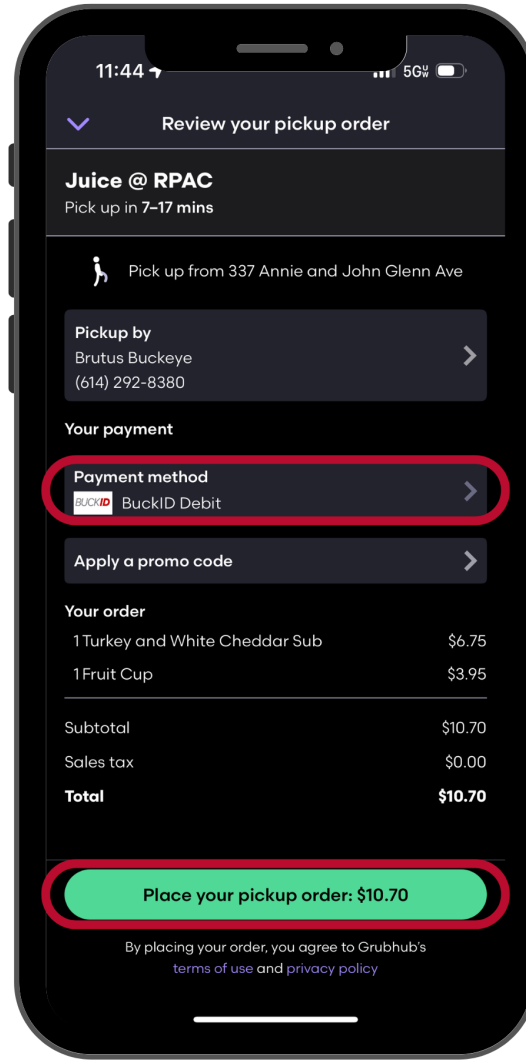 11:44 5GW
Review your pickup order
Juice @ RPAC
Pick up in 7–17 mins
Pick up from 337 Annie and John Glenn Ave
Pickup by
Brutus Buckeye
(614) 292-8380
Your payment
Payment method
BUCKID BuckID Debit
Apply a promo code
Your order
1 Turkey and White Cheddar Sub $6.75
1 Fruit Cup $3.95
Subtotal $10.70
Sales tax $0.00
Total $10.70
Place your pickup order: $10.70
By placing your order, you agree to Grubhub's
terms of use and privacy policy